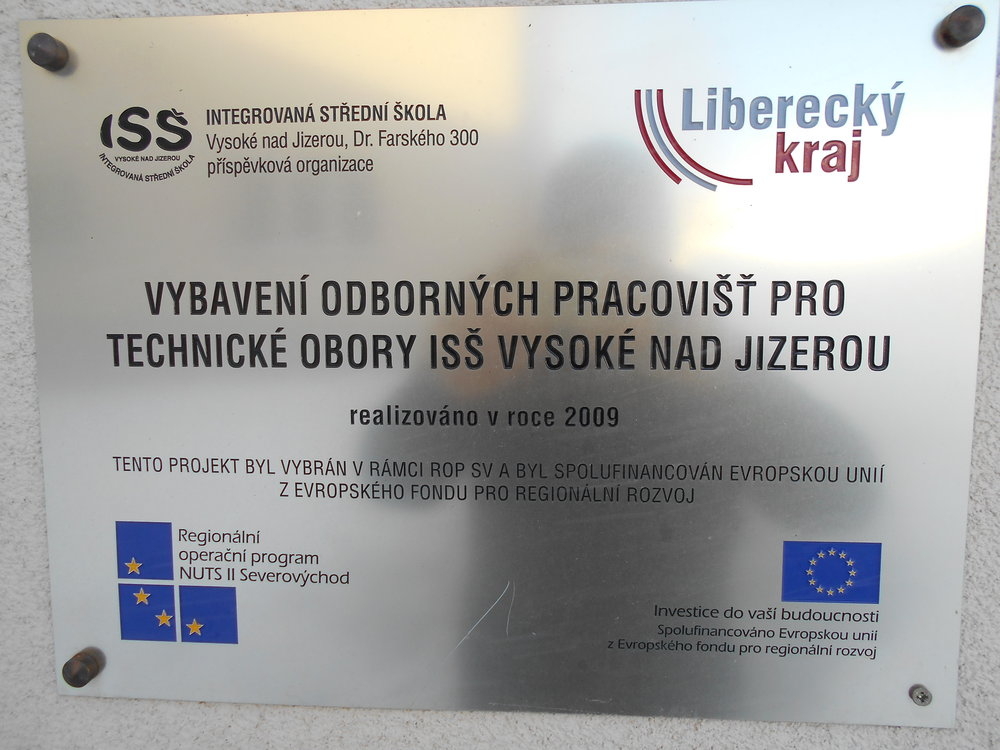 ISŠ
VYSOKÉ NAD JIZEROU
INTEGROVANÁ STŘEDNÍ ŠKOLA
INTEGROVANÁ STŘEDNÍ ŠKOLA
Vysoké nad Jizerou, Dr. Farského 300
příspěvková organizace
Liberecký
kraj
VYBAVENÍ ODBORNÝCH PRACOVIŠŤ PRO
TECHNICKÉ OBORY ISŠ VYSOKÉ NAD JIZEROU
realizováno v roce 2009
TENTO PROJEKT BYL VYBRÁN V RÁMCI ROP SV A BYL SPOLUFINANCOVÁN EVROPSKOU UNIÍ
Z EVROPSKÉHO FONDU PRO REGIONÁLNÍ ROZVOJ
Regionální
operační program
NUTS II Severovýchod
Investice do vaší budoucnosti
Spolufinancováno Evropskou unií
z Evropského fondu pro regionální rozvoj